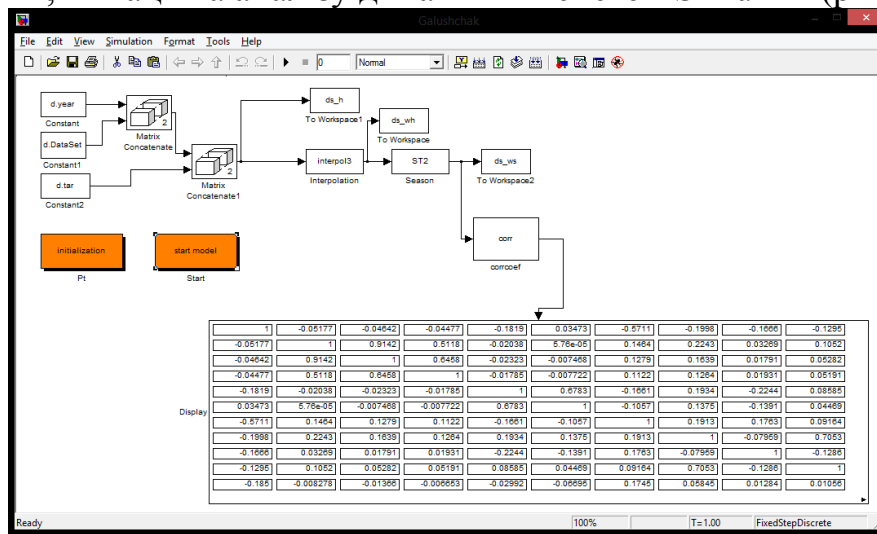 Galushchak
File Edit View Simulation Format Tools Help
0 Normal
d.year
Constant
d.DataSet
Constant1
d.tar
Constant2
2
Matrix
Concatenate
2
Matrix
Concatenate1
ds_h
To Workspace1
ds_wh
To Workspace
interpol3
Interpolation
ST2
Season
ds_ws
To Workspace2
corr
corrcoef
initialization
Pt
start model
Start
Display
1 -0.05177 -0.04642 -0.04477 -0.1819 0.03473 -0.5711 -0.1998 -0.1666 -0.1295
-0.05177 1 0.9142 0.5118 -0.02038 5.76e-05 0.1464 0.2243 0.03269 0.1052
-0.04642 0.9142 1 0.6458 -0.02323 -0.007468 0.1279 0.1639 0.01791 0.05282
-0.04477 0.5118 0.6458 1 -0.01785 -0.007722 0.1122 0.1264 0.01931 0.05191
-0.1819 -0.02038 -0.02323 -0.01785 1 0.6783 -0.1661 0.1934 -0.2244 0.08585
0.03473 5.76e-05 -0.007468 -0.007722 0.6783 1 -0.1057 0.1375 -0.1391 0.04469
-0.5711 0.1464 0.1279 0.1122 -0.1661 -0.1057 1 0.1913 0.1763 0.09164
-0.1998 0.2243 0.1639 0.1264 0.1934 0.1375 0.1913 1 -0.07959 0.7053
-0.1666 0.03269 0.01791 0.01931 -0.2244 -0.1391 0.1763 -0.07959 1 -0.1286
-0.1295 0.1052 0.05282 0.05191 0.08585 0.04469 0.09164 0.7053 -0.1286 1
-0.185 -0.008278 -0.01366 -0.006653 -0.02992 -0.06695 0.1745 0.05845 0.01284 0.01056
Ready 100% T=1.00 FixedStepDiscrete